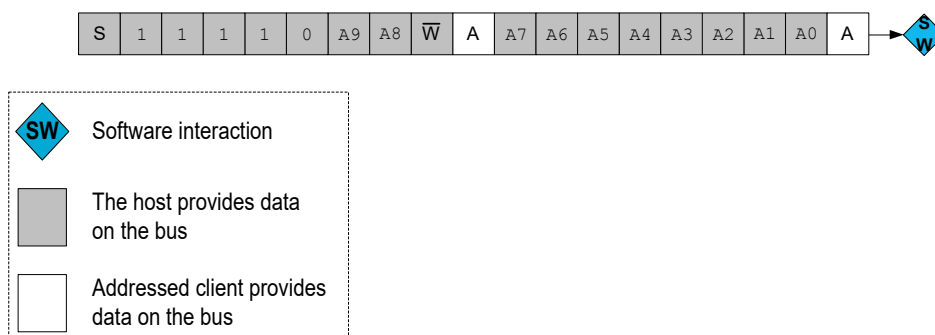 S 1 1 1 1 0 A9 A8 W̅ A A7 A6 A5 A4 A3 A2 A1 A0 A S W
SW Software interaction
The host provides data
on the bus
Addressed client provides
data on the bus